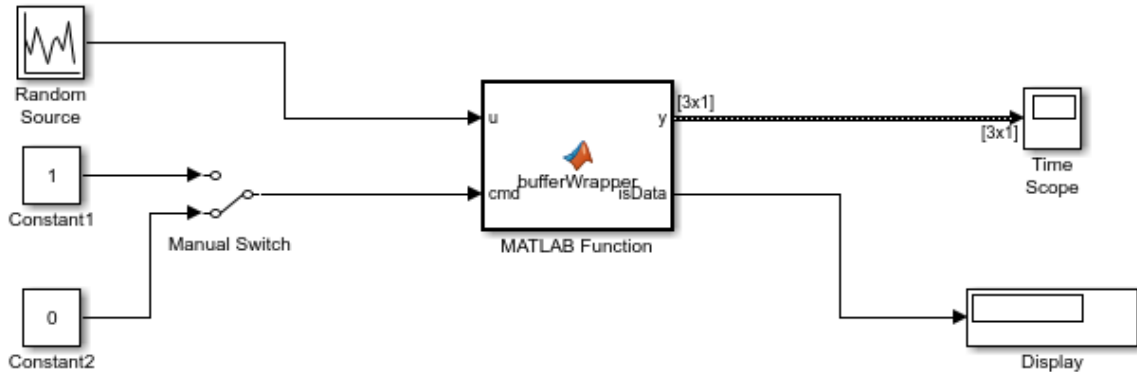 Random
Source
1
Constant1
Manual Switch
0
Constant2
u
cmd
bufferWrapper
y
isData
MATLAB Function
[3x1]
[3x1]
Time
Scope
Display